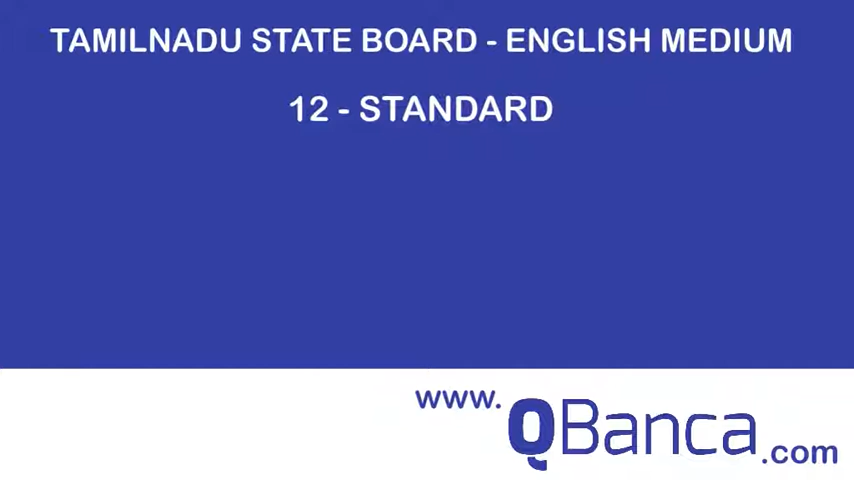 TAMILNADU STATE BOARD - ENGLISH MEDIUM
12 - STANDARD
www.QBanca.com